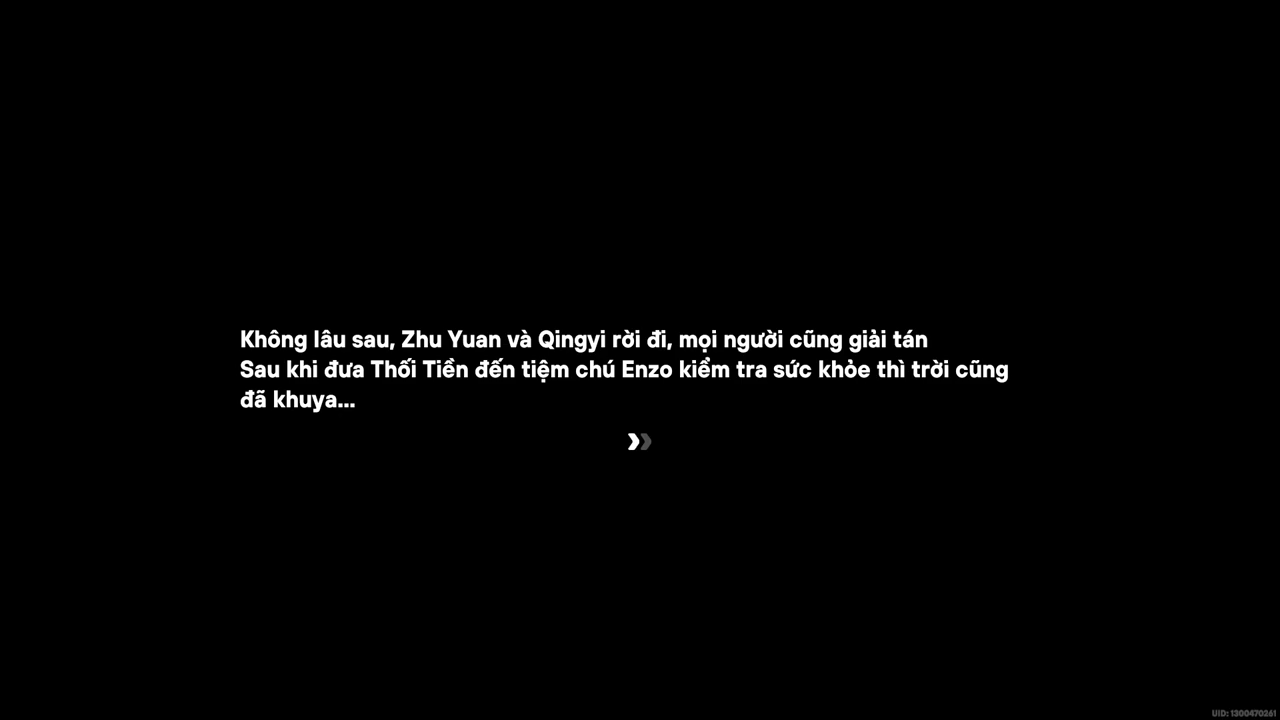 Không lâu sau, Zhu Yuan và Qingyi rời đi, mọi người cũng giải tán
Sau khi đưa Thối Tiền đến tiệm chú Enzo kiểm tra sức khỏe thì trời cũng
đã khuya...
UID: 1300470261